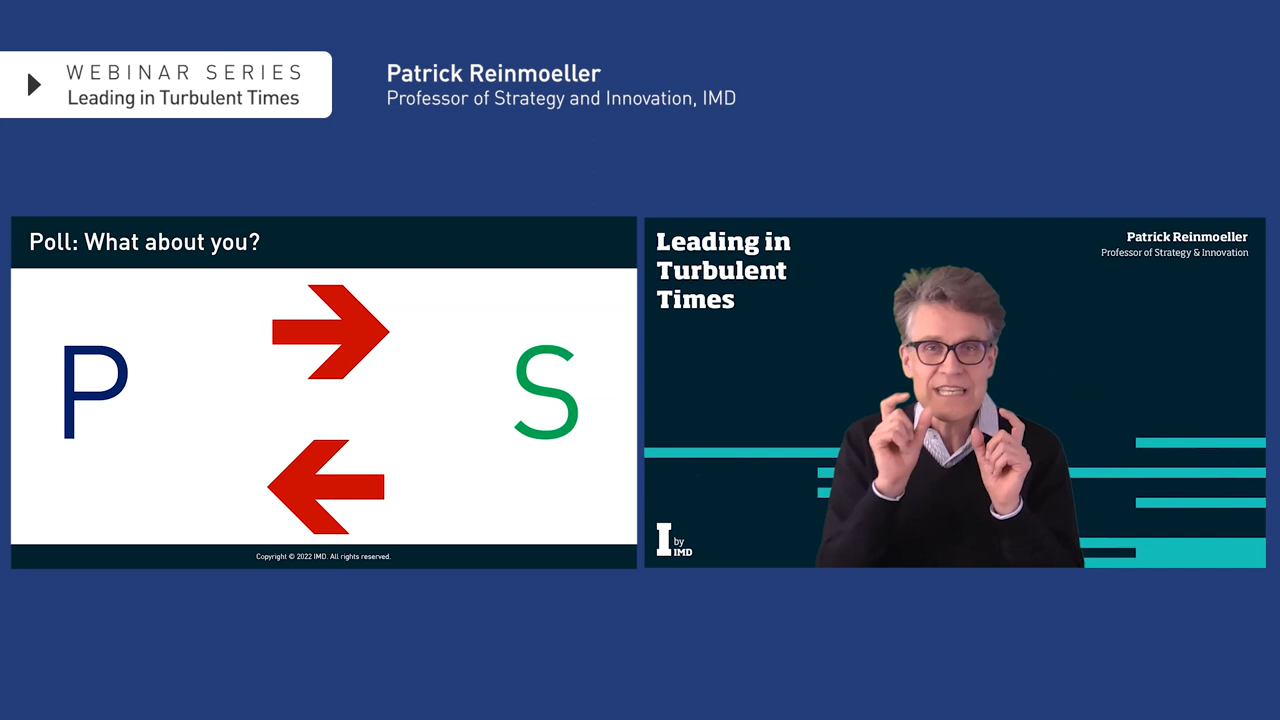 WEBINAR SERIES
Leading in Turbulent Times
Patrick Reinmoeller
Professor of Strategy and Innovation, IMD
Poll: What about you?
P
S
Copyright © 2022 IMD. All rights reserved.
Leading in
Turbulent
Times
Patrick Reinmoeller
Professor of Strategy & Innovation
I by
IMD